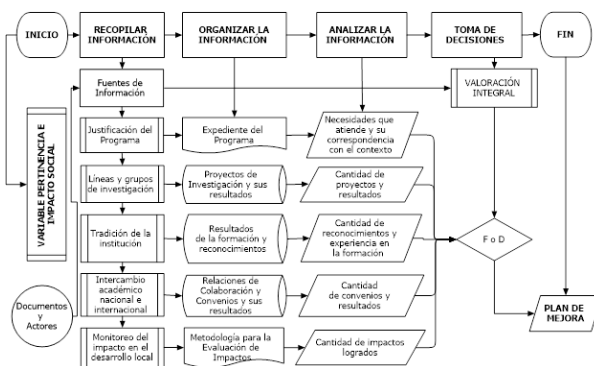 INICIO
RECOPILAR
INFORMACIÓN
ORGANIZAR LA
INFORMACIÓN
ANALIZAR LA
INFORMACIÓN
TOMA DE
DECISIONES
FIN
Fuentes de
Información
VALORACIÓN
INTEGRAL
VARIABLE PERTINENCIA E
IMPACTO SOCIAL
Justificación del
Programa
Expediente del
Programa
Necesidades que
atiende y su
correspondencia
con el contexto
Líneas y grupos
de investigación
Proyectos de
Investigación y sus
resultados
Cantidad de
proyectos y
resultados
Tradición de la
institución
Resultados
de la formación y
reconocimientos
Cantidad de
reconocimientos y
experiencia en
la formación
F o D
Intercambio
académico
nacional e
internacional
Relaciones de
Colaboración y
Convenios y sus
resultados
Cantidad
de convenios y
resultados
Documentos
y
Actores
PLAN DE
MEJORA
Monitoreo del
impacto en el
desarrollo local
Metodología para la
Evaluación de
Impactos
Cantidad de impactos
logrados